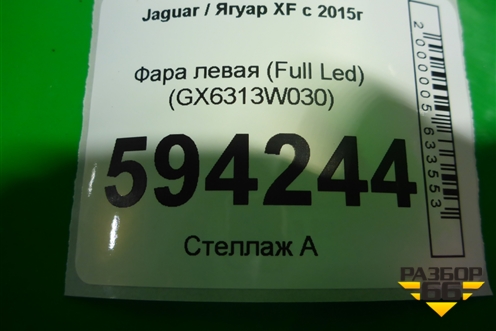 Jaguar / Ягуар XF с 2015г
Фара левая (Full Led)
(GX6313W030)
594244
Стеллаж А
2000005633553
РАЗБОР
66